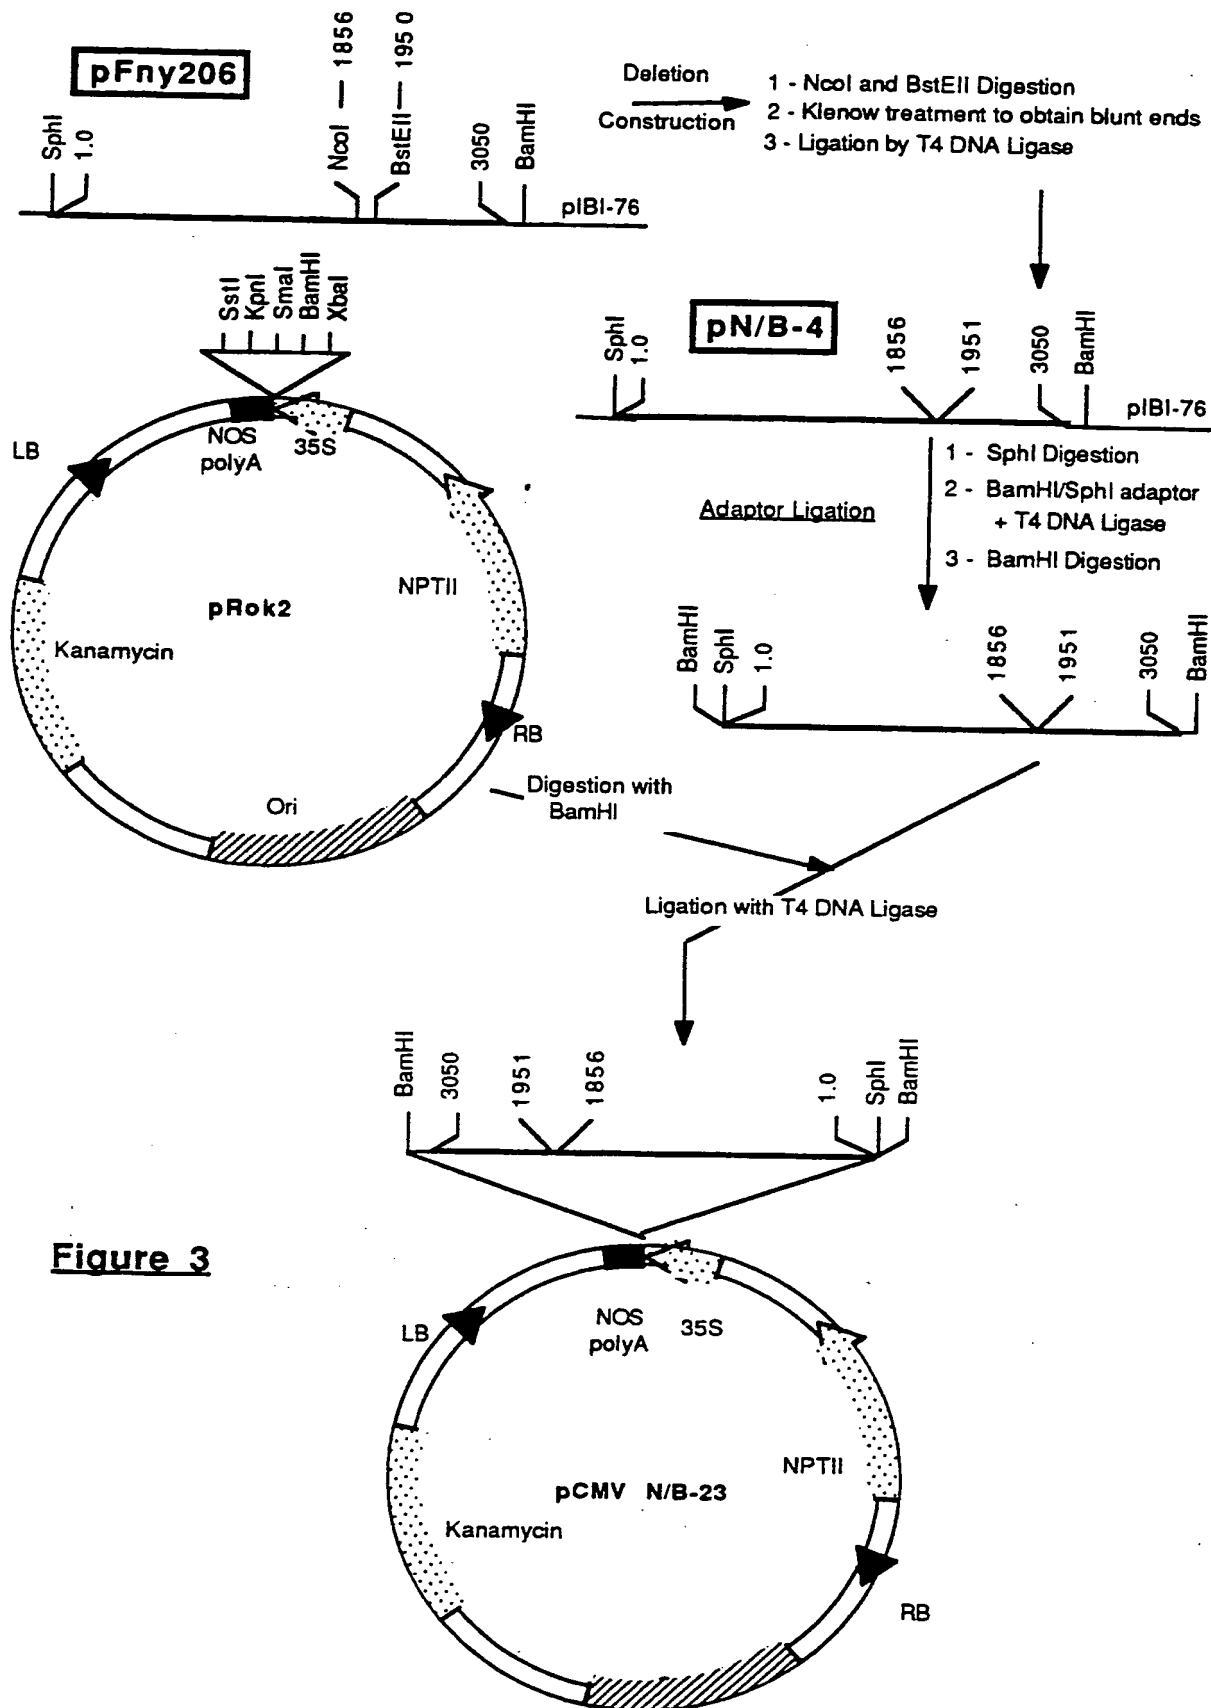 pFny206
SphI
1.0
NcoI — 1856
BstEII — 195 0
3050
BamHI
pIBI-76
Deletion
Construction
1 - NcoI and BstEII Digestion
2 - Klenow treatment to obtain blunt ends
3 - Ligation by T4 DNA Ligase
SstI
KpnI
SmaI
BamHI
XbaI
NOS
polyA
35S
LB
NPTII
pRok2
Kanamycin
RB
Ori
Digestion with
BamHI
pN/B-4
SphI
1.0
1856
1951
3050
BamHI
pIBI-76
Adaptor Ligation
1 - SphI Digestion
2 - BamHI/SphI adaptor
+ T4 DNA Ligase
3 - BamHI Digestion
BamHI
SphI
1.0
1856
1951
3050
BamHI
Ligation with T4 DNA Ligase
BamHI
3050
1951
1856
1.0
SphI
BamHI
Figure 3
LB
NOS
polyA
35S
NPTII
pCMV N/B-23
Kanamycin
RB